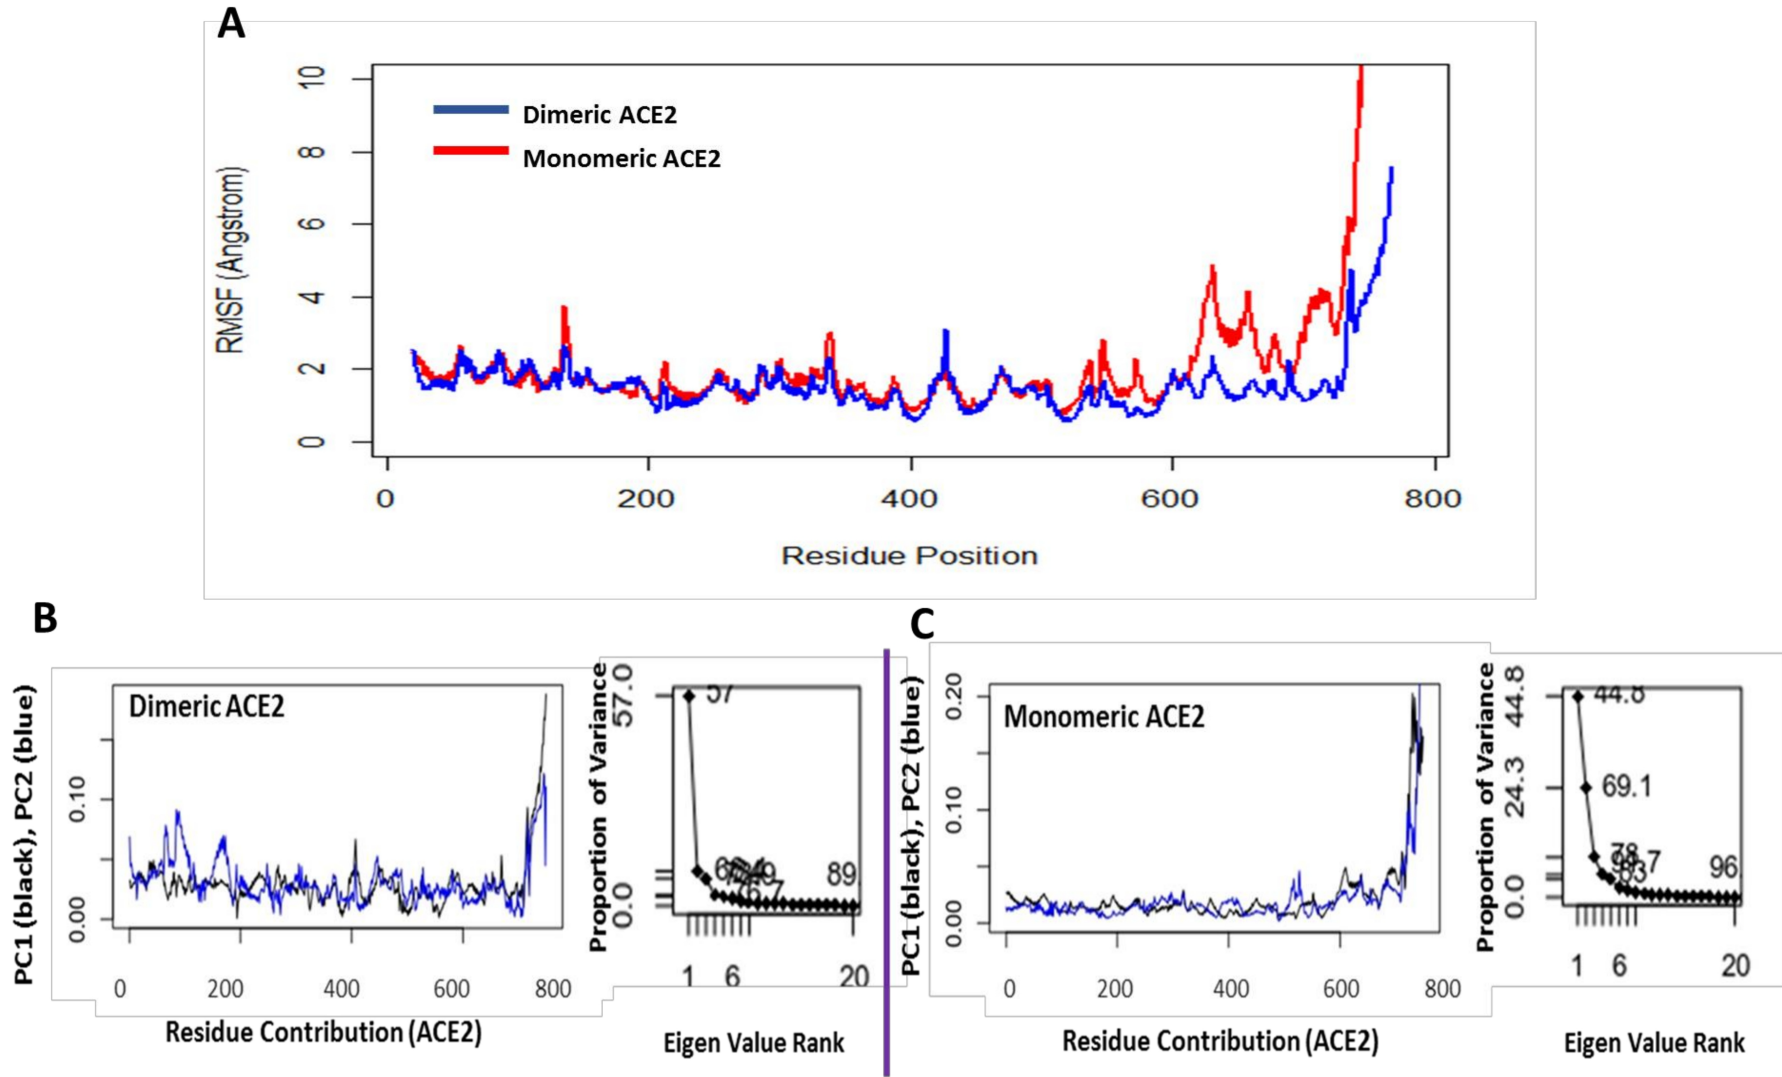 A
10
8
6
4
2
0
RMSF (Angstrom)
Dimeric ACE2
Monomeric ACE2
0 200 400 600 800
Residue Position
B
PC1 (black), PC2 (blue)
0.10
0.00
Dimeric ACE2
0 200 400 600 800
Residue Contribution (ACE2)
Proportion of Variance
57.0
0.0
57
89
1 6 20
Eigen Value Rank
C
PC1 (black), PC2 (blue)
0.20
0.10
0.00
Monomeric ACE2
0 200 400 600 800
Residue Contribution (ACE2)
Proportion of Variance
44.8
24.3
0.0
44.8
69.1
78
96.
1 6 20
Eigen Value Rank